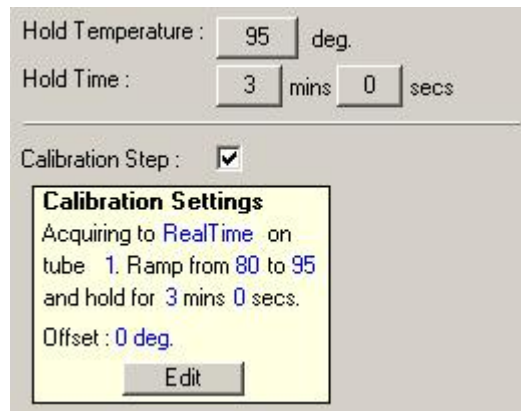 Hold Temperature : 95 deg.
Hold Time : 3 mins 0 secs
Calibration Step :
Calibration Settings
Acquiring to RealTime on
tube 1. Ramp from 80 to 95
and hold for 3 mins 0 secs.
Offset : 0 deg.
Edit